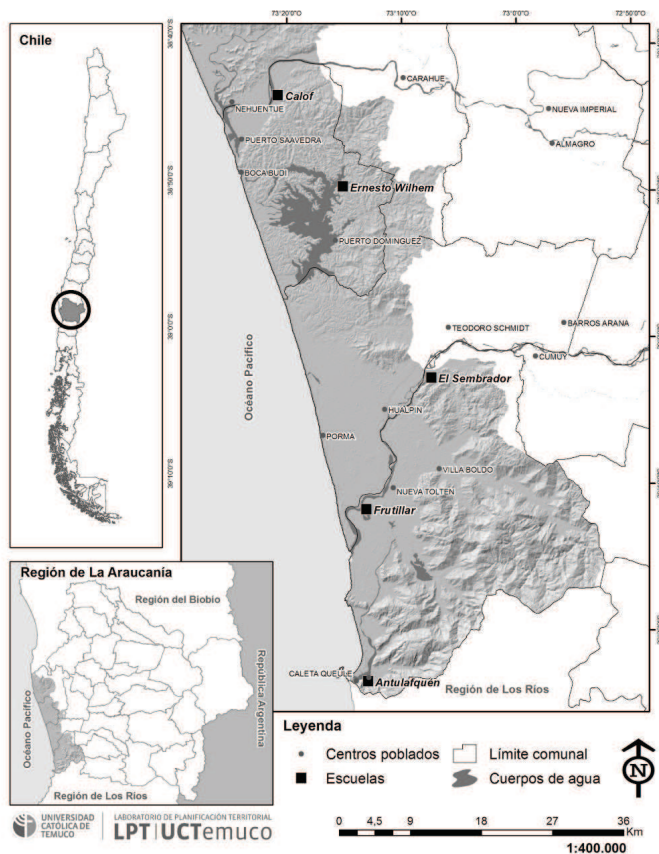 Chile
73°20'0"O 73°10'0"O 73°0'0"O 72°50'0"O
38°40'0"S
38°50'0"S
39°0'0"S
39°10'0"S
CARAHUE
Calof
NEHUENTUE
NUEVA IMPERIAL
PUERTO SAAVEDRA
ALMAGRO
BOCA BUDI
Ernesto Wilhem
PUERTO DOMINGUEZ
Océano Pacífico
TEODORO SCHMIDT
BARROS ARANA
CUMUY
El Sembrador
HUALPIN
PORMA
VILLA BOLDO
NUEVA TOLTEN
Frutillar
CALETA QUEULE
Antulafquen
Región de Los Ríos
Región de La Araucanía
Región del Biobío
República Argentina
Océano Pacífico
Región de Los Ríos
Leyenda
Centros poblados
Límite comunal
Escuelas
Cuerpos de agua
N
UNIVERSIDAD
CATÓLICA DE
TEMUCO
LABORATORIO DE PLANIFICACIÓN TERRITORIAL
LPT|UCTemuco
0 4,5 9 18 27 36
Km
1:400.000